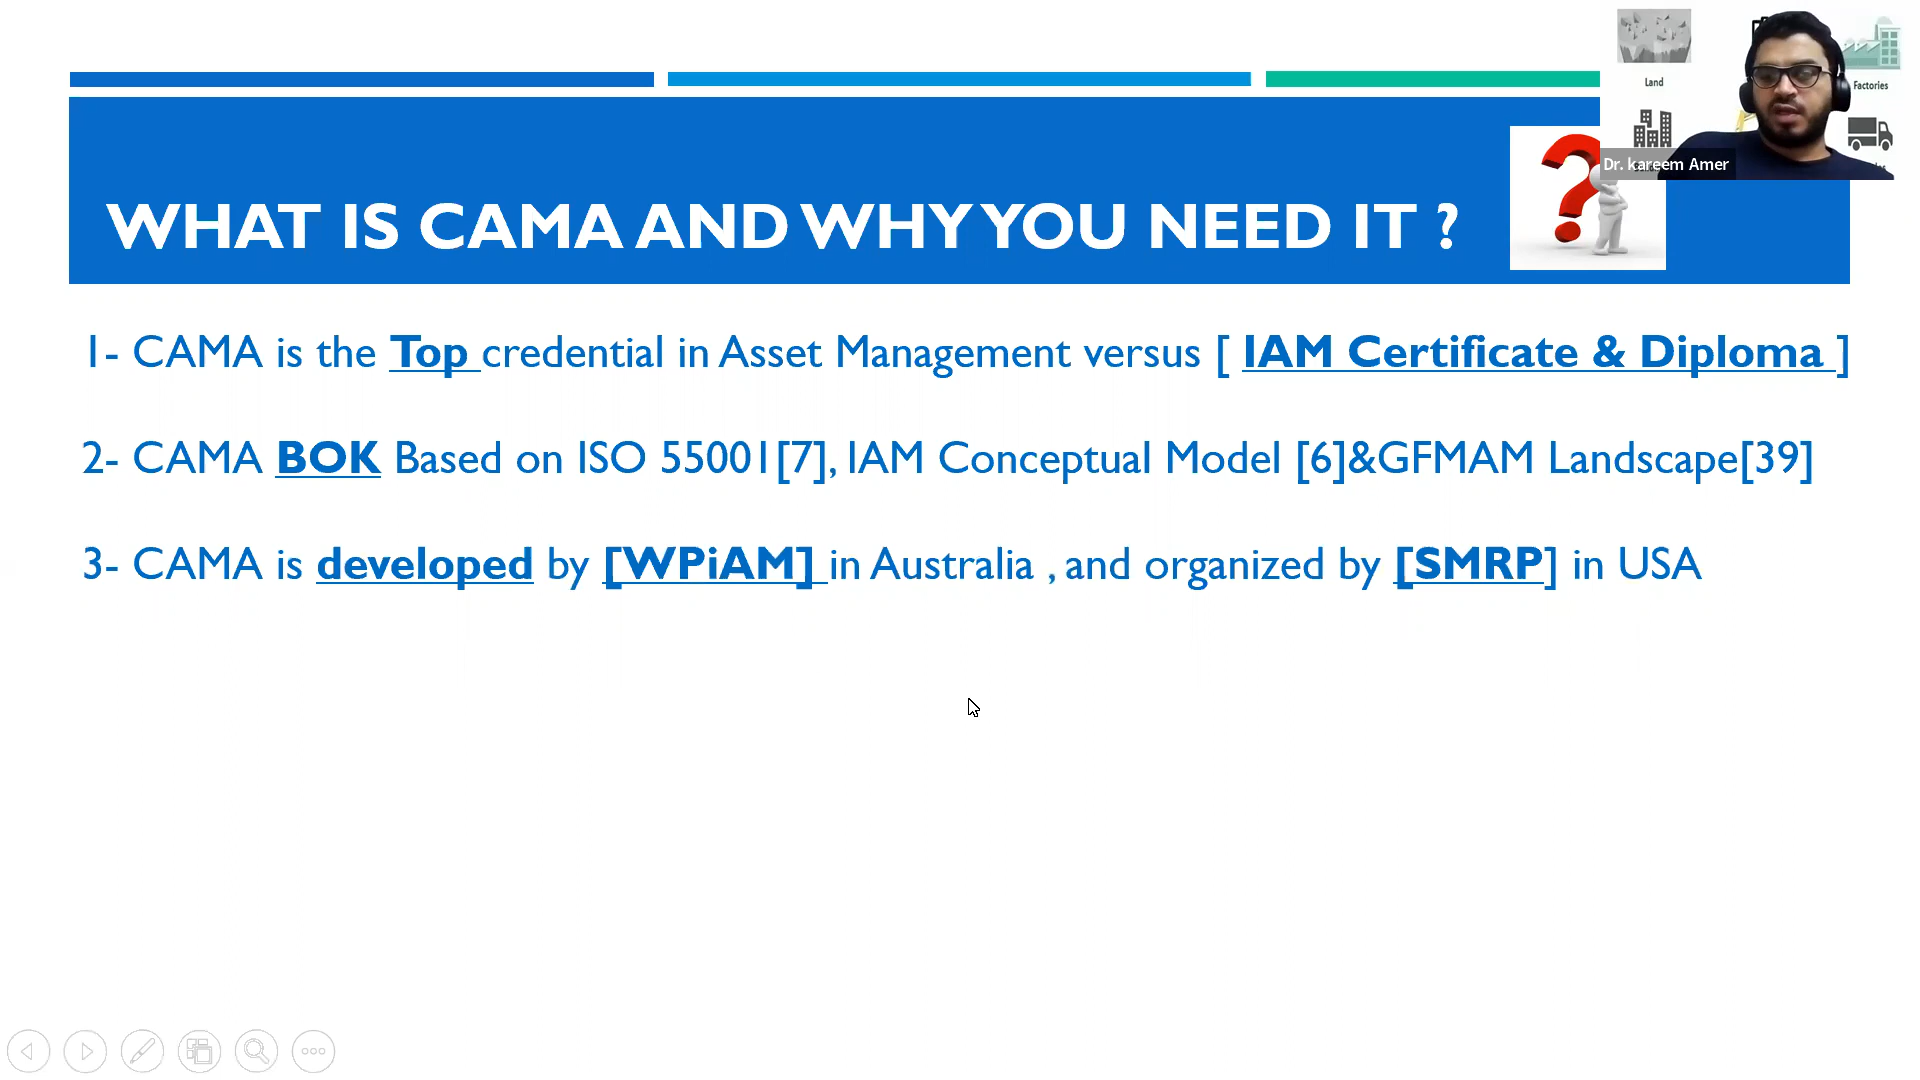 Land
Factories
Dr. kareem Amer
WHAT IS CAMA AND WHY YOU NEED IT ?
1- CAMA is the Top credential in Asset Management versus [ IAM Certificate & Diploma ]
2- CAMA BOK Based on ISO 55001[7], IAM Conceptual Model [6]&GFMAM Landscape[39]
3- CAMA is developed by [WPiAM] in Australia , and organized by [SMRP] in USA